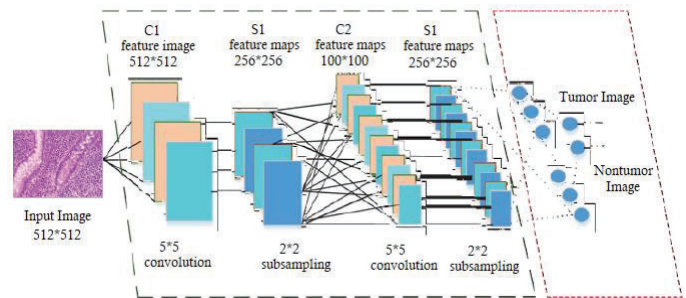 C1
feature image
512*512
S1
feature maps
256*256
C2
feature maps
100*100
S1
feature maps
256*256
Tumor Image
Nontumor
Image
Input Image
512*512
5*5
convolution
2*2
subsampling
5*5
convolution
2*2
subsampling